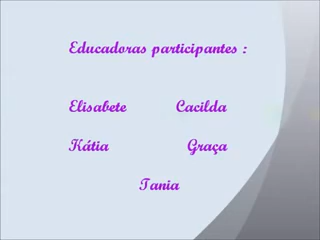 Educadoras participantes :
Elisabete Cacilda
Kátia Graça
Tania